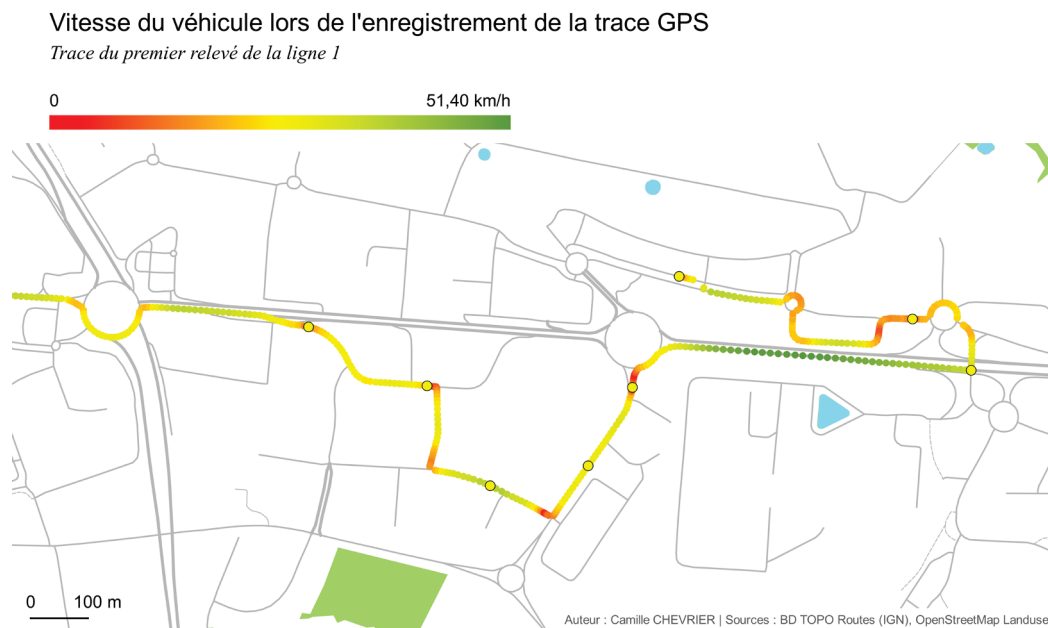 Vitesse du véhicule lors de l'enregistrement de la trace GPS
Trace du premier relevé de la ligne 1
0 51,40 km/h
0 100 m
Auteur : Camille CHEVRIER | Sources : BD TOPO Routes (IGN), OpenStreetMap Landuse